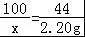 100/x = 44/2.20g